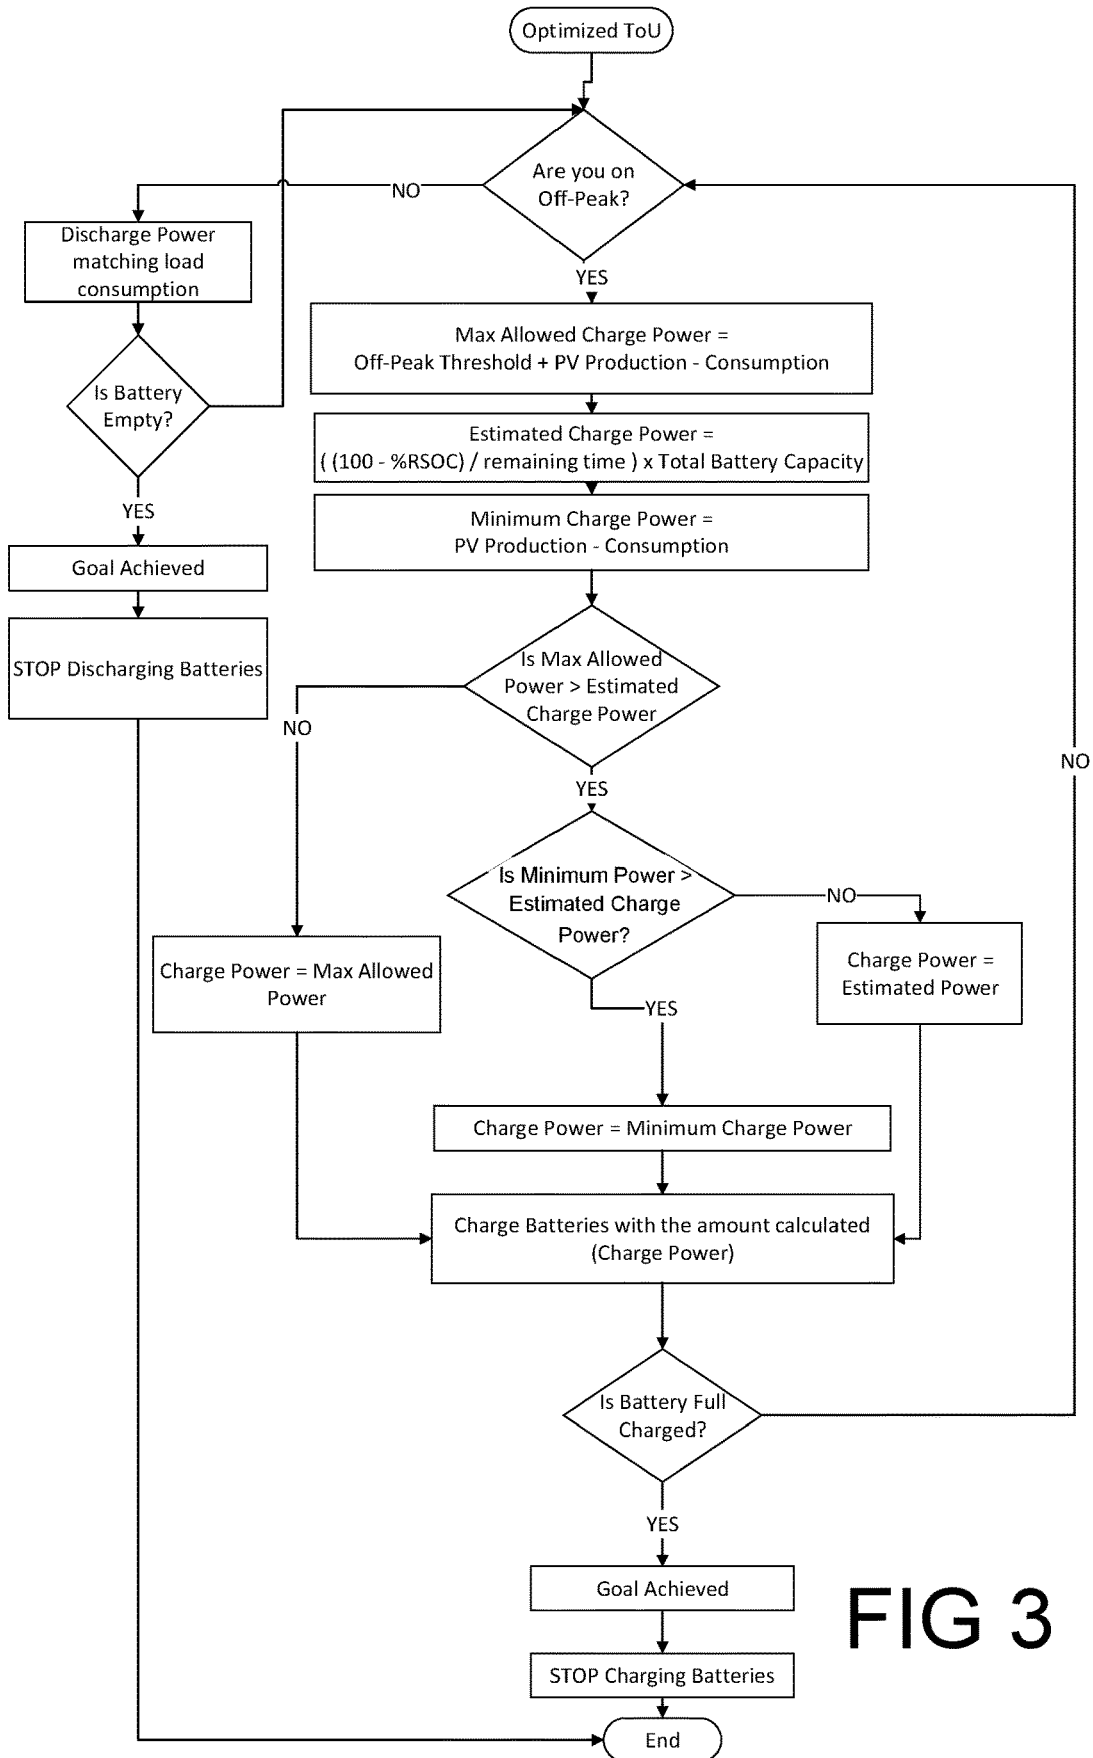 Optimized ToU
Are you on
Off-Peak?
NO
YES
Discharge Power
matching load
consumption
Is Battery
Empty?
YES
Goal Achieved
STOP Discharging Batteries
Max Allowed Charge Power =
Off-Peak Threshold + PV Production - Consumption
Estimated Charge Power =
( (100 - %RSOC) / remaining time ) x Total Battery Capacity
Minimum Charge Power =
PV Production - Consumption
Is Max Allowed
Power > Estimated
Charge Power
NO
YES
NO
Is Minimum Power >
Estimated Charge
Power?
NO
YES
Charge Power = Max Allowed
Power
Charge Power =
Estimated Power
Charge Power = Minimum Charge Power
Charge Batteries with the amount calculated
(Charge Power)
Is Battery Full
Charged?
YES
Goal Achieved
STOP Charging Batteries
End
FIG 3